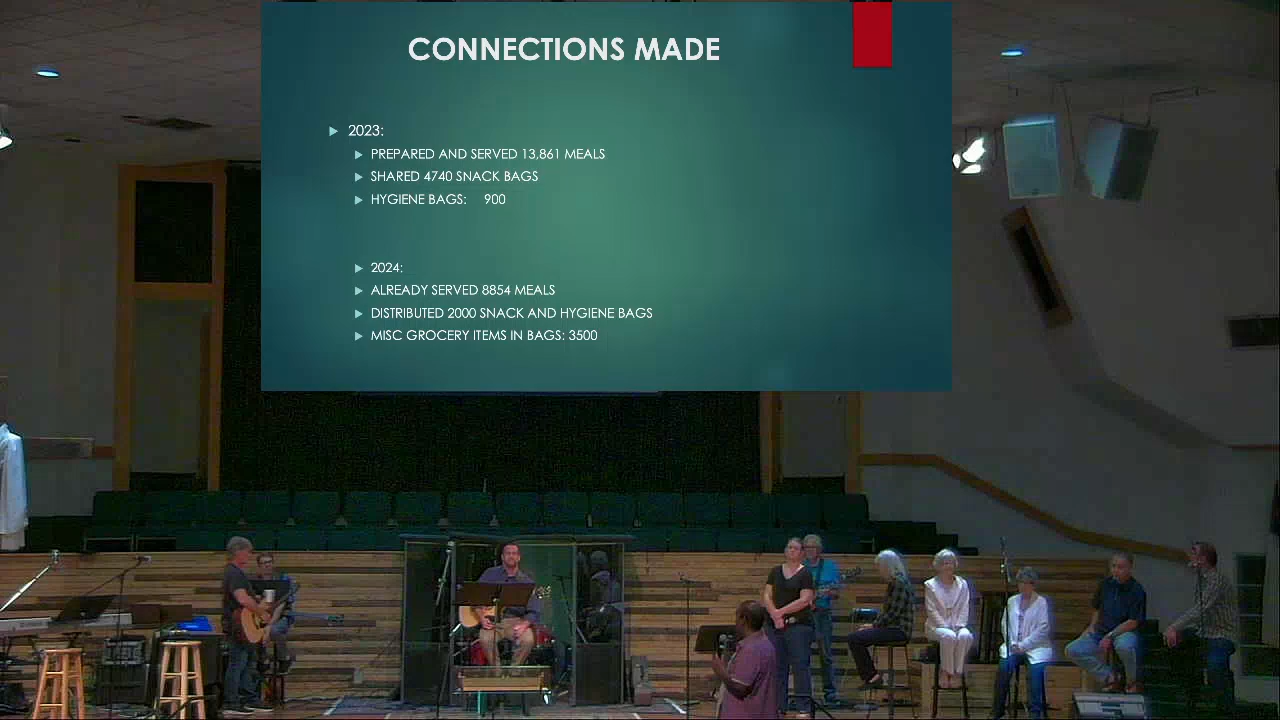 CONNECTIONS MADE
2023:
PREPARED AND SERVED 13,861 MEALS
SHARED 4740 SNACK BAGS
HYGIENE BAGS: 900
2024:
ALREADY SERVED 8854 MEALS
DISTRIBUTED 2000 SNACK AND HYGIENE BAGS
MISC GROCERY ITEMS IN BAGS: 3500